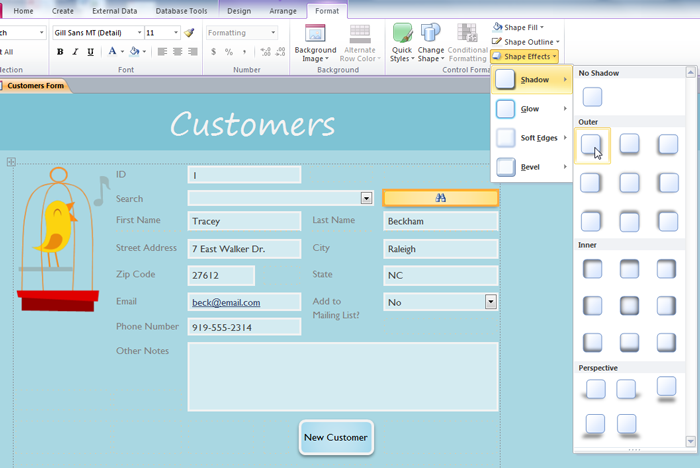 Home Create External Data Database Tools Design Arrange Format
ch Gill Sans MT (Detail) 11 Formatting Shape Fill
ct All B I U A $ % Background Image Alternate Row Color Quick Styles Change Shape Conditional Formatting Shape Outline
Shape Effects
lection Font Number Background Control Forma
Customers Form
Shadow
Glow
Soft Edges
Bevel
No Shadow
Outer
Inner
Perspective
Customers
ID 1
Search
First Name Tracey Last Name Beckham
Street Address 7 East Walker Dr. City Raleigh
Zip Code 27612 State NC
Email beck@email.com Add to No
Mailing List?
Phone Number 919-555-2314
Other Notes
New Customer